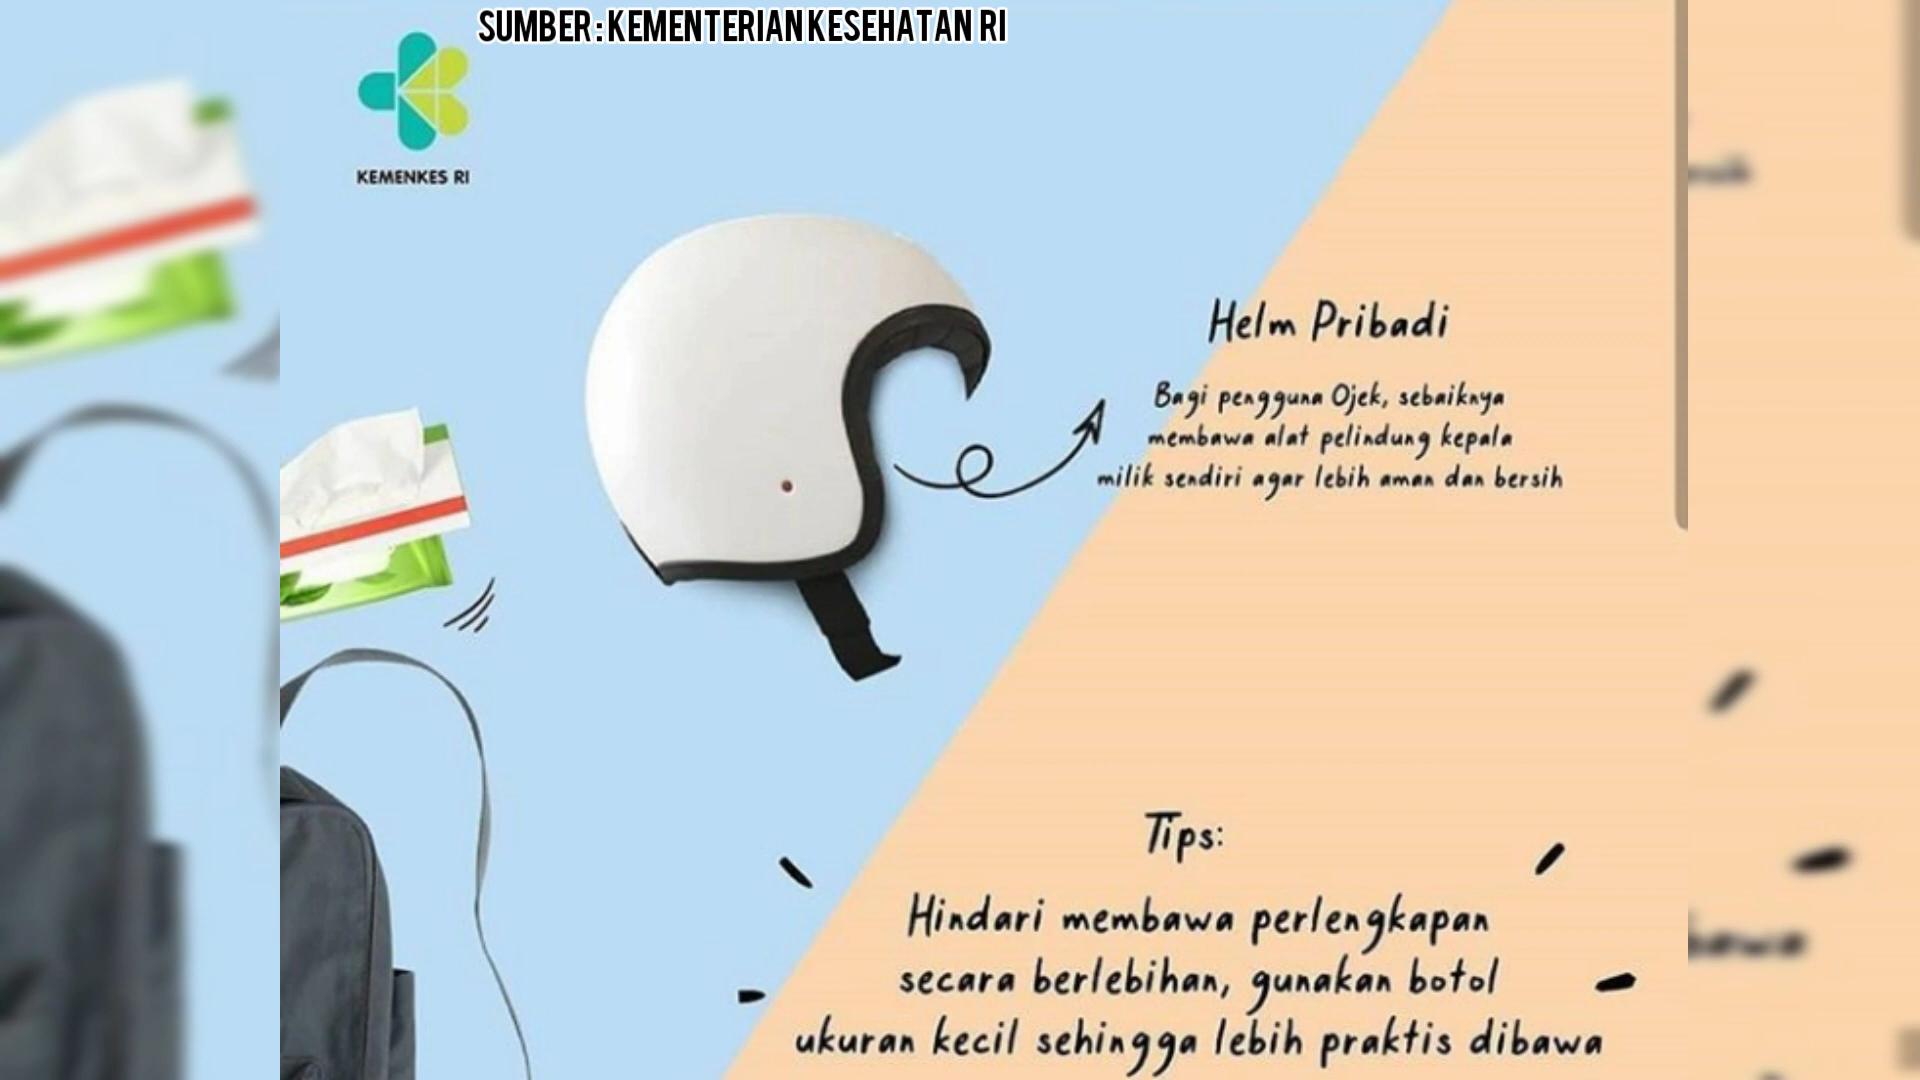 SUMBER : KEMENTERIAN KESEHATAN RI
KEMENKES RI
Helm Pribadi
Bagi pengguna Ojek, sebaiknya
membawa alat pelindung kepala
milik sendiri agar lebih aman dan bersih
Tips:
Hindari membawa perlengkapan
secara berlebihan, gunakan botol
ukuran kecil sehingga lebih praktis dibawa